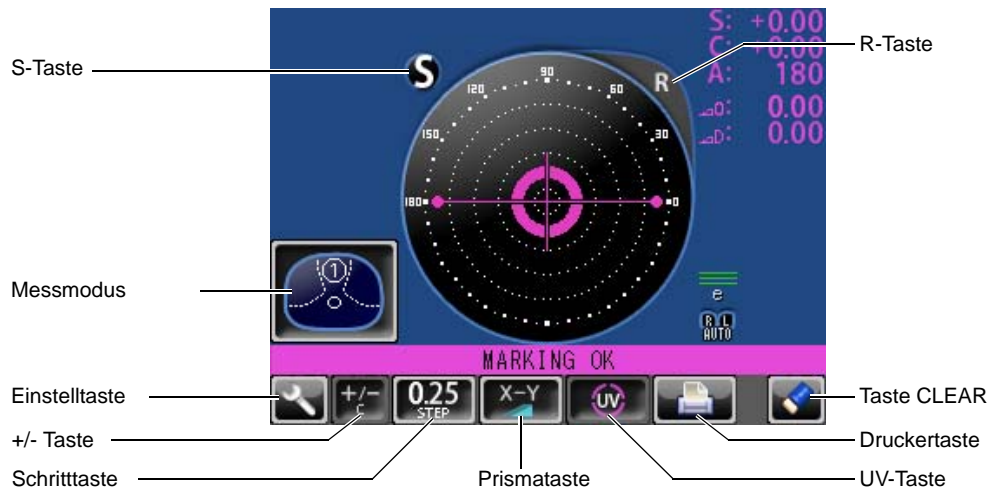 S: +0.00
R-Taste
C: +0.00
S-Taste
S
R
A: 180
90
120
60
0: 0.00
150
30
D: 0.00
180
0
1
Messmodus
e
R L
AUTO
MARKING OK
Einstelltaste
+/-
C
0.25
STEP
X-Y
UV
Taste CLEAR
+/- Taste
Druckertaste
Schritttaste
Prismataste
UV-Taste